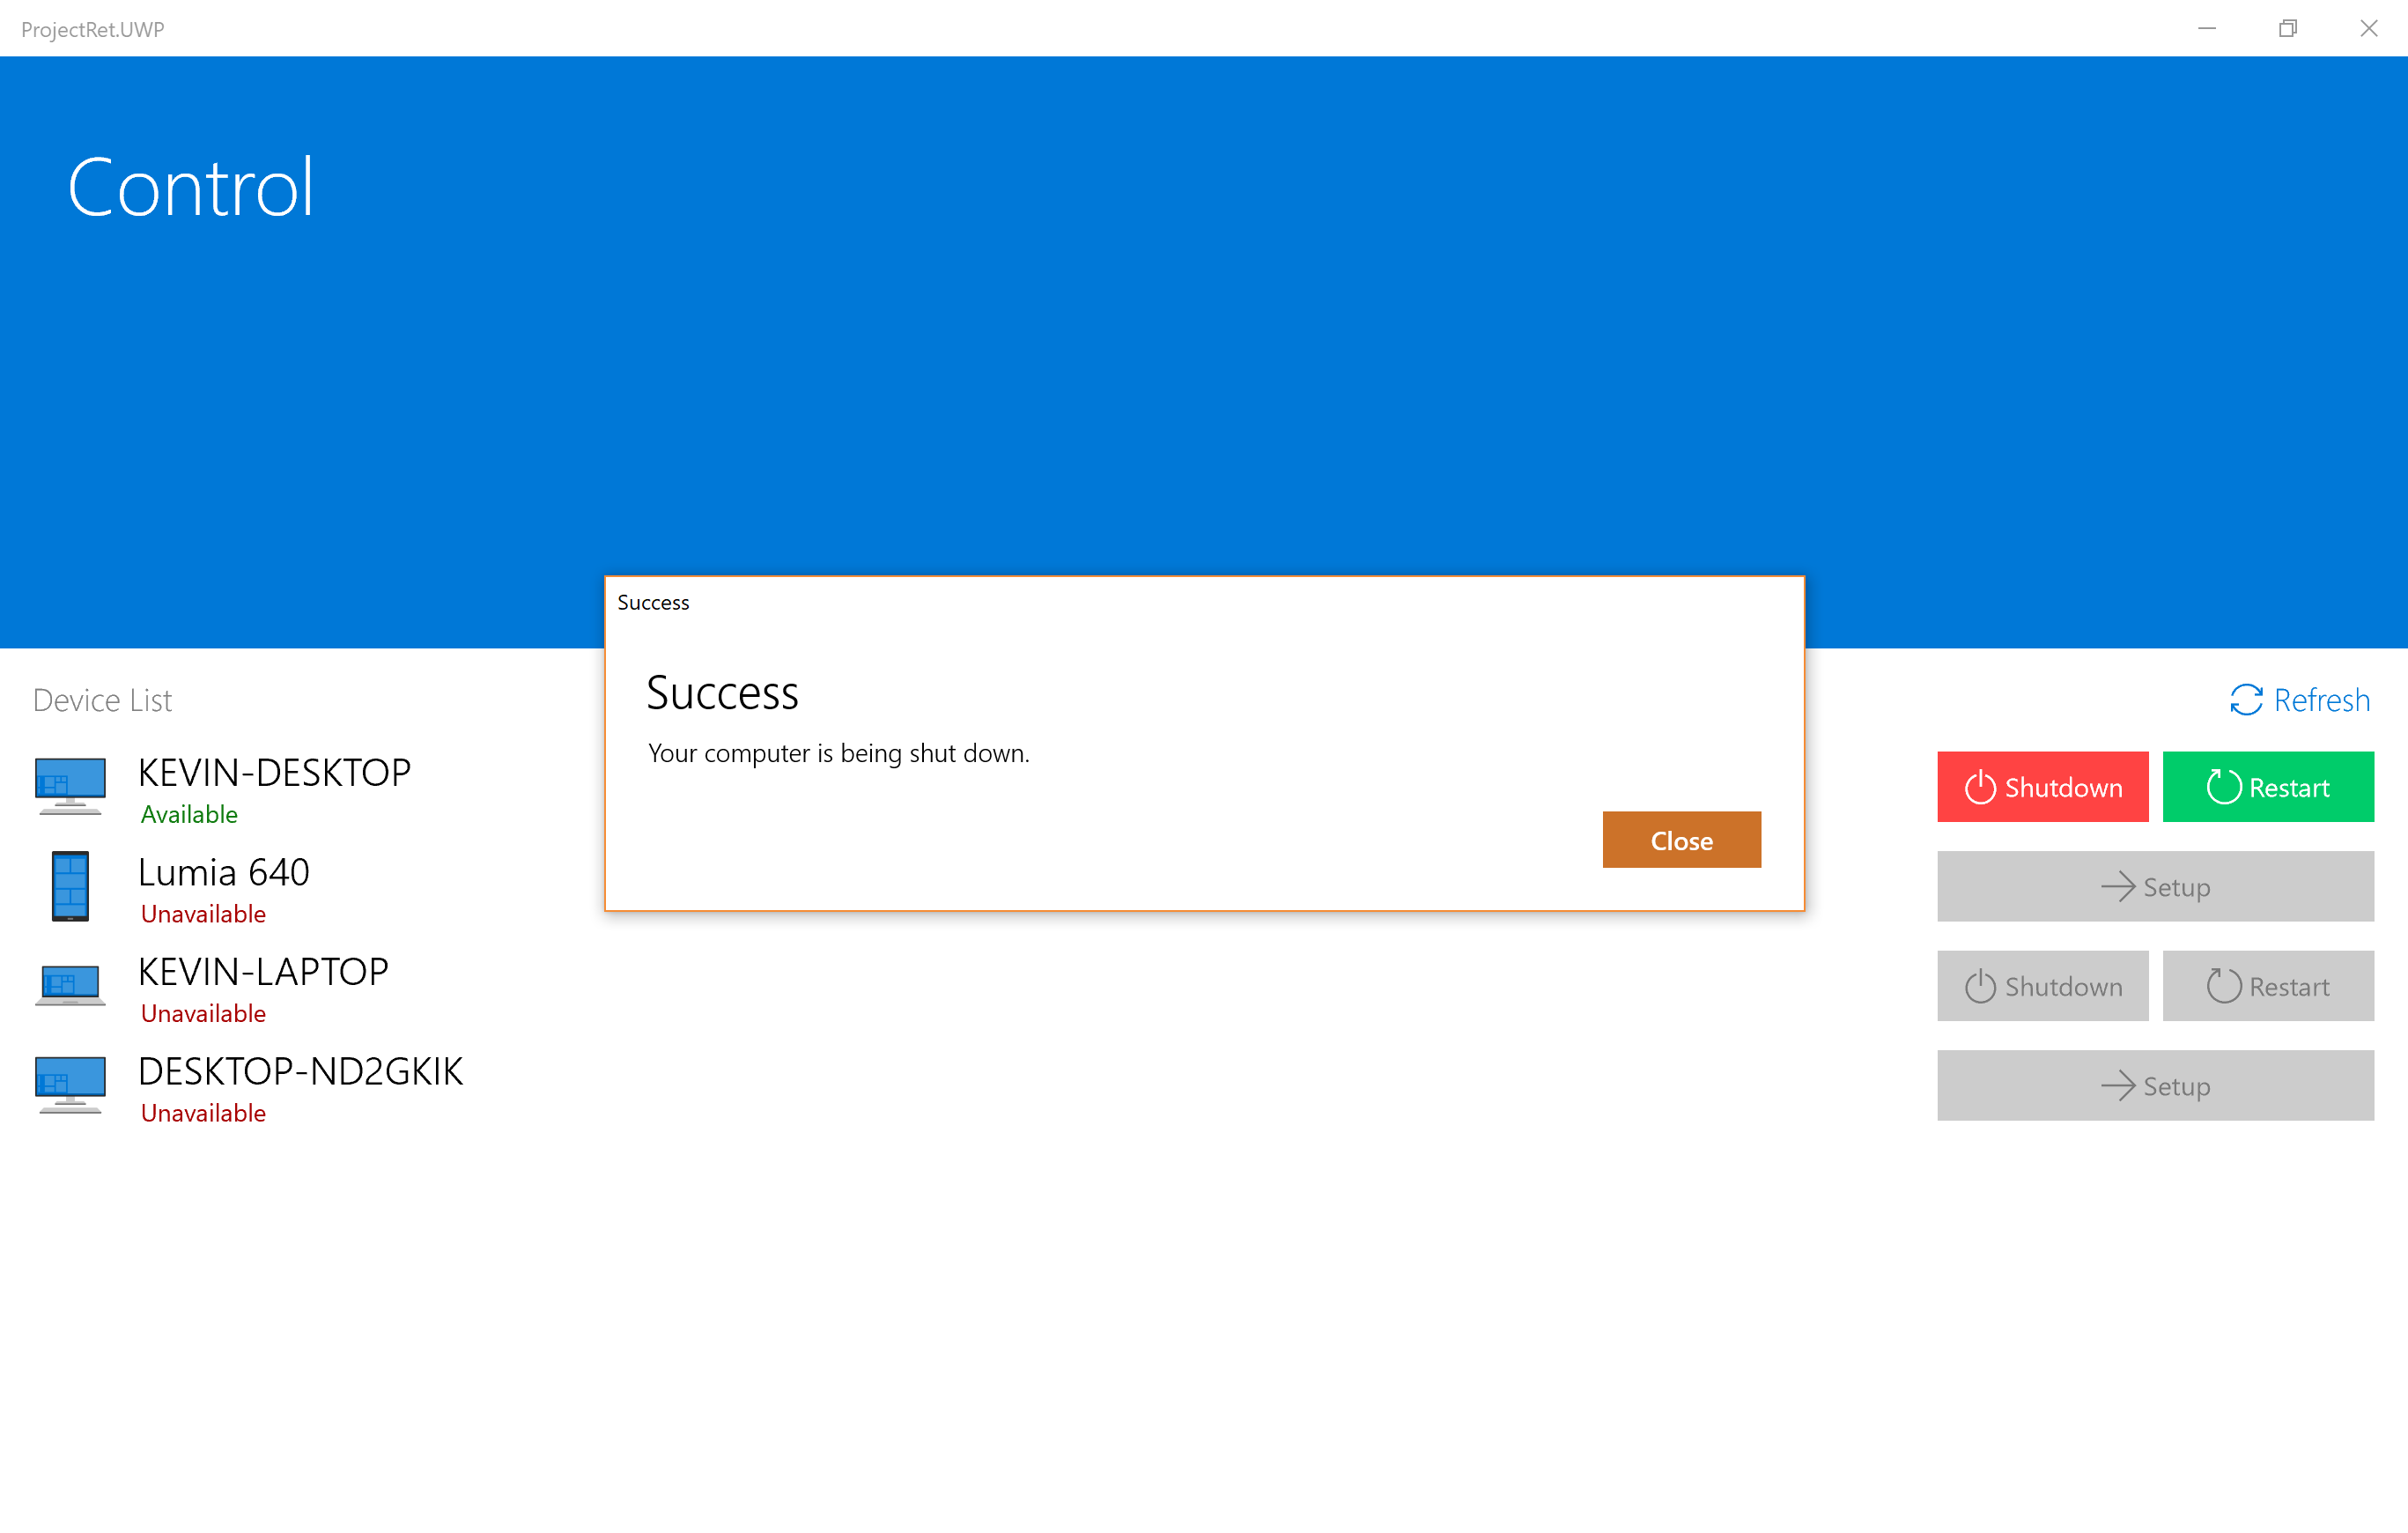 ProjectRet.UWP
Control
Success
Success
Your computer is being shut down.
Close
Device List
Refresh
KEVIN-DESKTOP
Available
Shutdown
Restart
Lumia 640
Unavailable
Setup
KEVIN-LAPTOP
Unavailable
Shutdown
Restart
DESKTOP-ND2GKIK
Unavailable
Setup